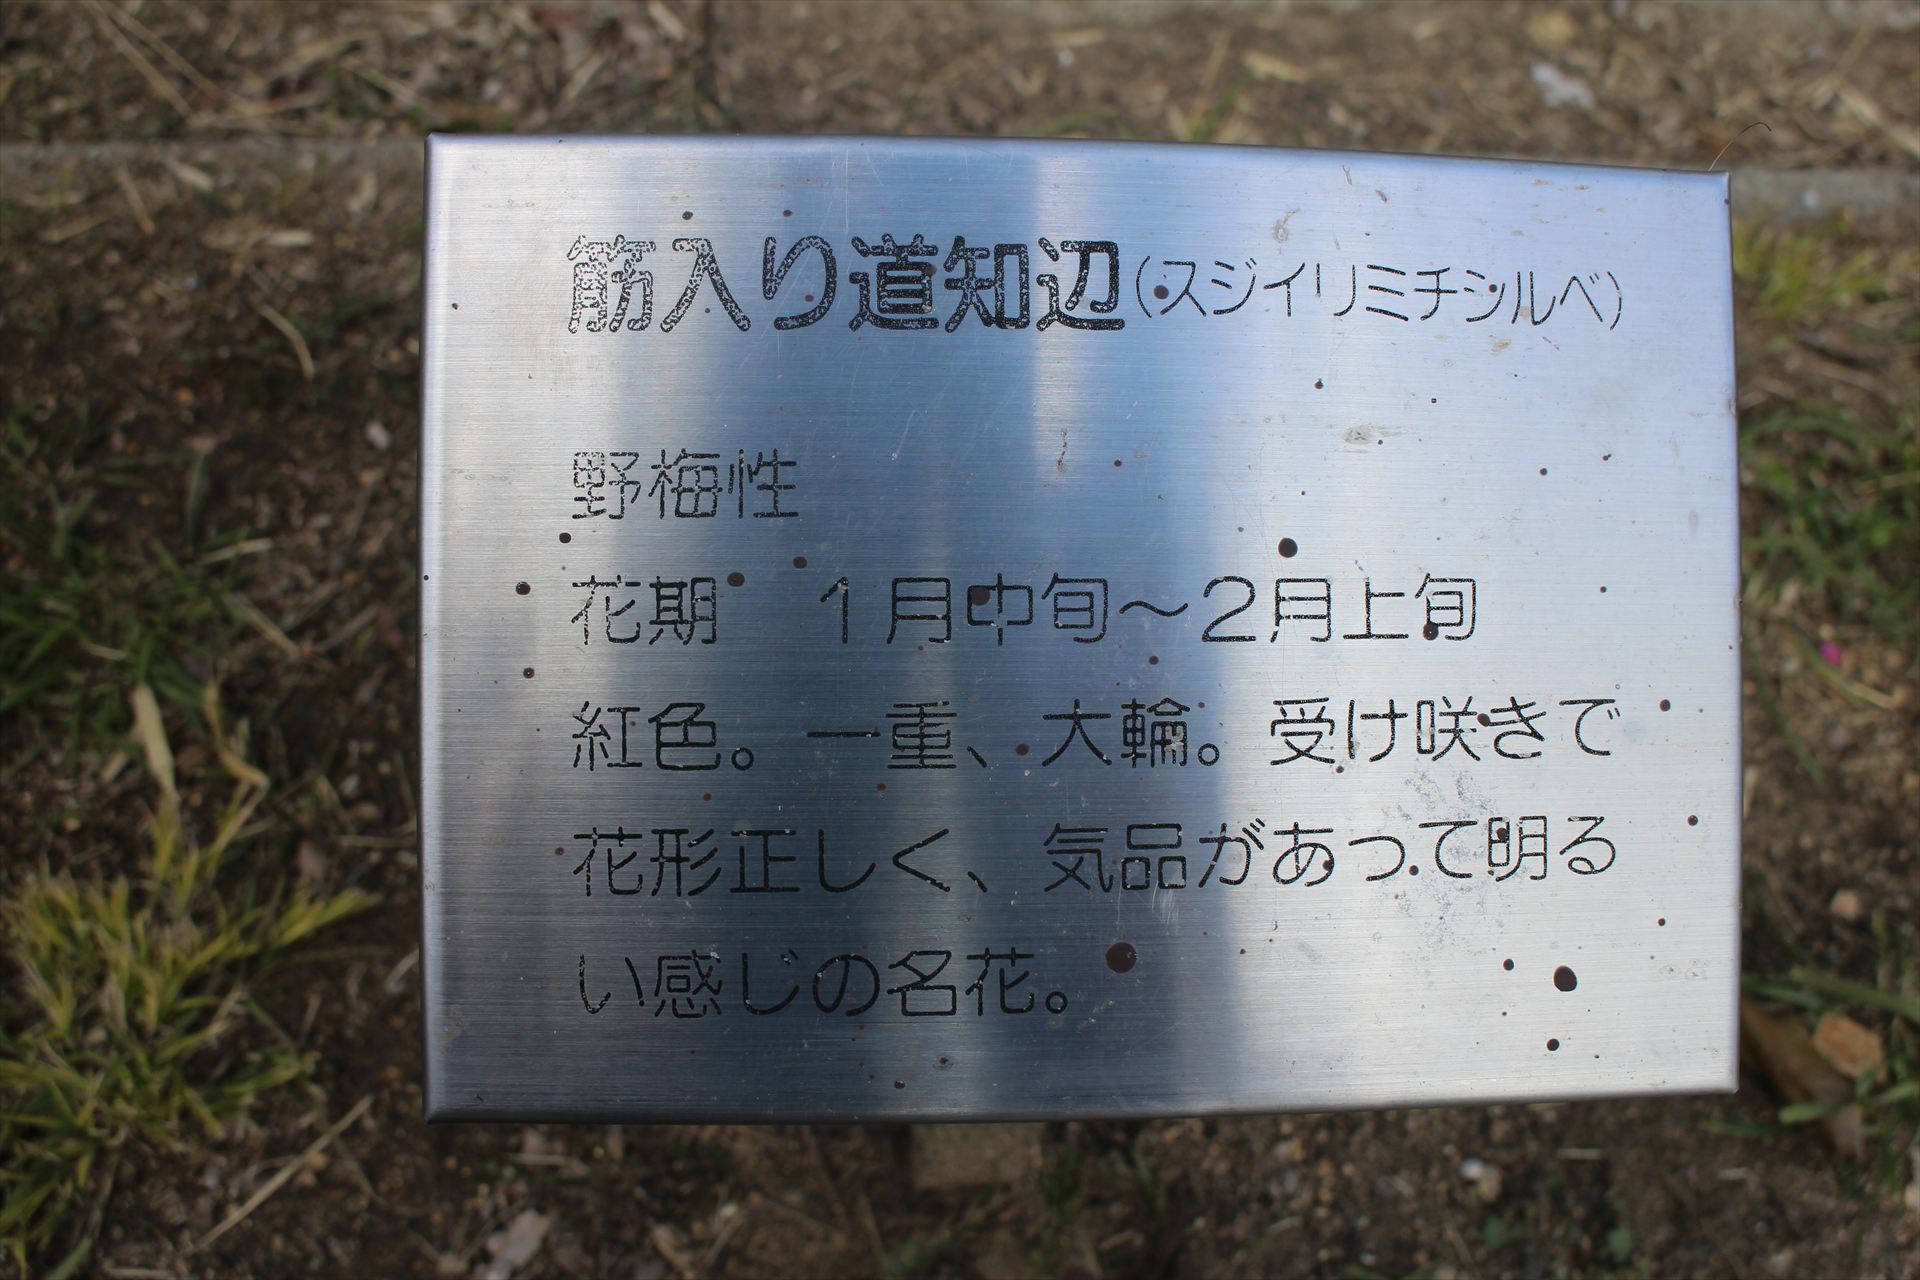 筋入り道知辺(スジイリミチシルベ)
野梅性
花期　１月中旬～２月上旬
紅色。一重、大輪。受け咲きで
花形正しく、気品があって明る
い感じの名花。